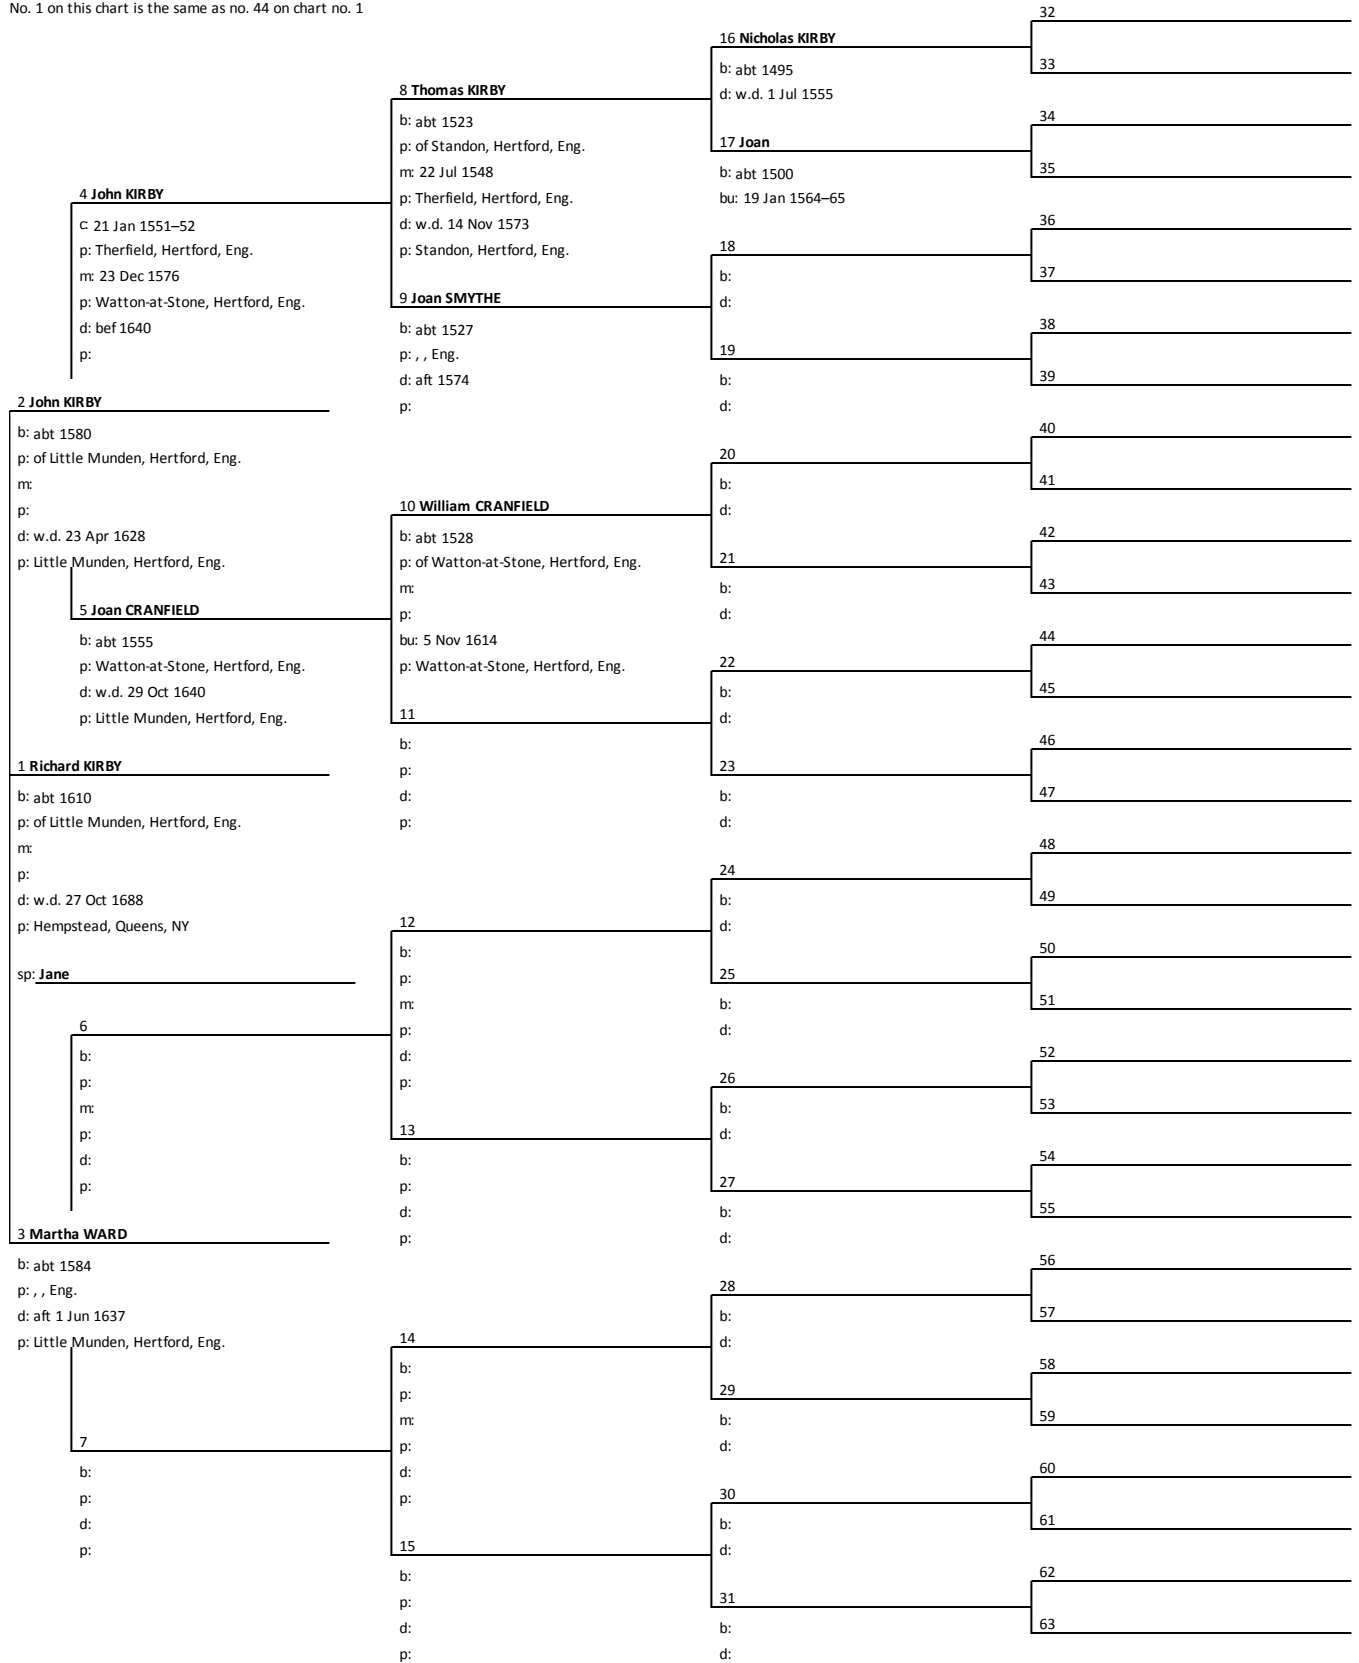 No. 1 on this chart is the same as no. 44 on chart no. 1
2 John KIRBY
b: abt 1580
p: of Little Munden, Hertford, Eng.
m:
p:
d: w.d. 23 Apr 1628
p: Little Munden, Hertford, Eng.
1 Richard KIRBY
b: abt 1610
p: of Little Munden, Hertford, Eng.
m:
p:
d: w.d. 27 Oct 1688
p: Hempstead, Queens, NY
sp: Jane
3 Martha WARD
b: abt 1584
p: , , Eng.
d: aft 1 Jun 1637
p: Little Munden, Hertford, Eng.
4 John KIRBY
c: 21 Jan 1551–52
p: Therfield, Hertford, Eng.
m: 23 Dec 1576
p: Watton-at-Stone, Hertford, Eng.
d: bef 1640
p:
5 Joan CRANFIELD
b: abt 1555
p: Watton-at-Stone, Hertford, Eng.
d: w.d. 29 Oct 1640
p: Little Munden, Hertford, Eng.
6
b:
p:
m:
p:
d:
p:
7
b:
p:
d:
p:
8 Thomas KIRBY
b: abt 1523
p: of Standon, Hertford, Eng.
m: 22 Jul 1548
p: Therfield, Hertford, Eng.
d: w.d. 14 Nov 1573
p: Standon, Hertford, Eng.
9 Joan SMYTHE
b: abt 1527
p: , , Eng.
d: aft 1574
p:
10 William CRANFIELD
b: abt 1528
p: of Watton-at-Stone, Hertford, Eng.
m:
p:
bu: 5 Nov 1614
p: Watton-at-Stone, Hertford, Eng.
11
b:
p:
d:
p:
12
b:
p:
m:
p:
d:
p:
13
b:
p:
d:
p:
14
b:
p:
m:
p:
d:
p:
15
b:
p:
d:
p:
16 Nicholas KIRBY
b: abt 1495
d: w.d. 1 Jul 1555
17 Joan
b: abt 1500
bu: 19 Jan 1564–65
18
b:
d:
19
b:
d:
20
b:
d:
21
b:
d:
22
b:
d:
23
b:
d:
24
b:
d:
25
b:
d:
26
b:
d:
27
b:
d:
28
b:
d:
29
b:
d:
30
b:
d:
31
b:
d:
32
33
34
35
36
37
38
39
40
41
42
43
44
45
46
47
48
49
50
51
52
53
54
55
56
57
58
59
60
61
62
63